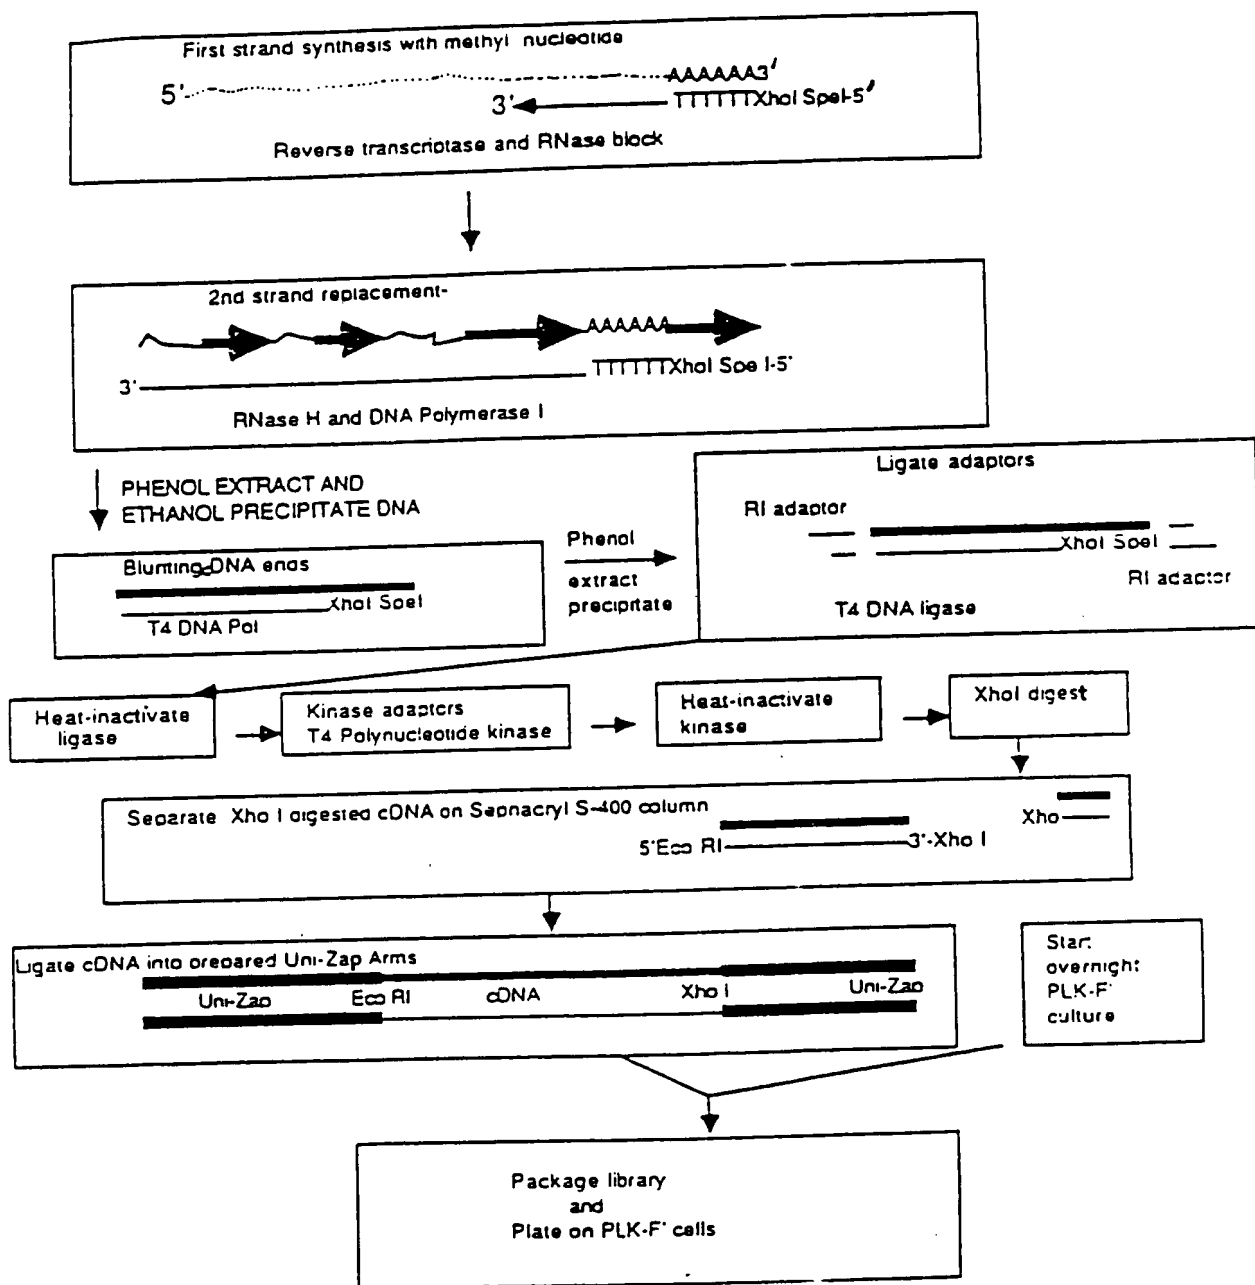 First strand synthesis with methyl nucleotide
5' AAAAAA3'
3' TTTTTTXhoI SpeI-5'
Reverse transcriptase and RNase block
2nd strand replacement-
AAAAAA
3' TTTTTTXhoI Spe I-5'
RNase H and DNA Polymerase I
PHENOL EXTRACT AND
ETHANOL PRECIPITATE DNA
Blunting cDNA ends
XhoI SpeI
T4 DNA Pol
Phenol
extract
precipitate
Ligate adaptors
RI adaptor
XhoI SpeI
RI adaptor
T4 DNA ligase
Heat-inactivate
ligase
Kinase adaptors
T4 Polynucleotide kinase
Heat-inactivate
kinase
XhoI digest
Separate Xho I digested cDNA on Sephacryl S-400 column
5'Eco RI 3'-Xho I
Xho
Ligate cDNA into prepared Uni-Zap Arms
Uni-Zap Eco RI cDNA Xho I Uni-Zap
Start
overnight
PLK-F'
culture
Package library
and
Plate on PLK-F' cells